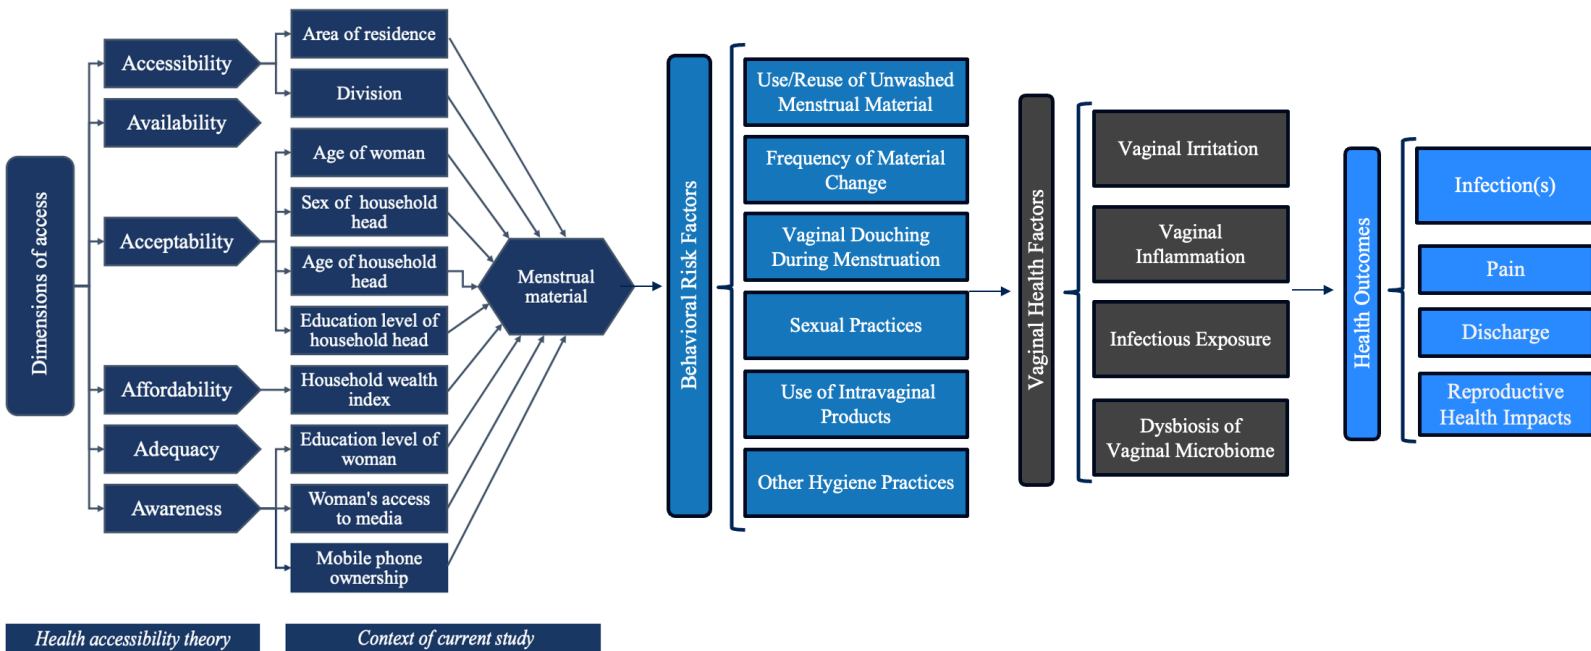 Dimensions of access
Accessibility
Availability
Acceptability
Affordability
Adequacy
Awareness
Area of residence
Division
Age of woman
Sex of household
head
Age of household
head
Education level of
household head
Household wealth
index
Education level of
woman
Woman's access
to media
Mobile phone
ownership
Menstrual
material
Behavioral Risk Factors
Use/Reuse of Unwashed
Menstrual Material
Frequency of Material
Change
Vaginal Douching
During Menstruation
Sexual Practices
Use of Intravaginal
Products
Other Hygiene Practices
Vaginal Health Factors
Vaginal Irritation
Vaginal
Inflammation
Infectious Exposure
Dysbiosis of
Vaginal Microbiome
Health Outcomes
Infection(s)
Pain
Discharge
Reproductive
Health Impacts
Health accessibility theory
Context of current study